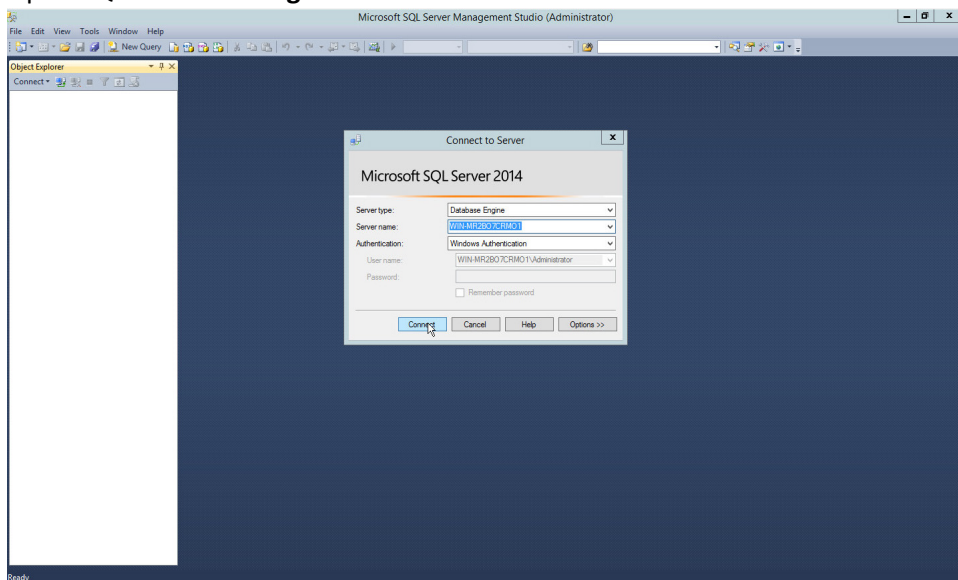 Microsoft SQL Server Management Studio (Administrator)
File Edit View Tools Window Help
New Query
Object Explorer
Connect
Connect to Server
Microsoft SQL Server 2014
Server type: Database Engine
Server name: WIN-MR2BO7CRMO1
Authentication: Windows Authentication
User name: WIN-MR2BO7CRMO1\Administrator
Password:
Remember password
Connect Cancel Help Options >>
Ready